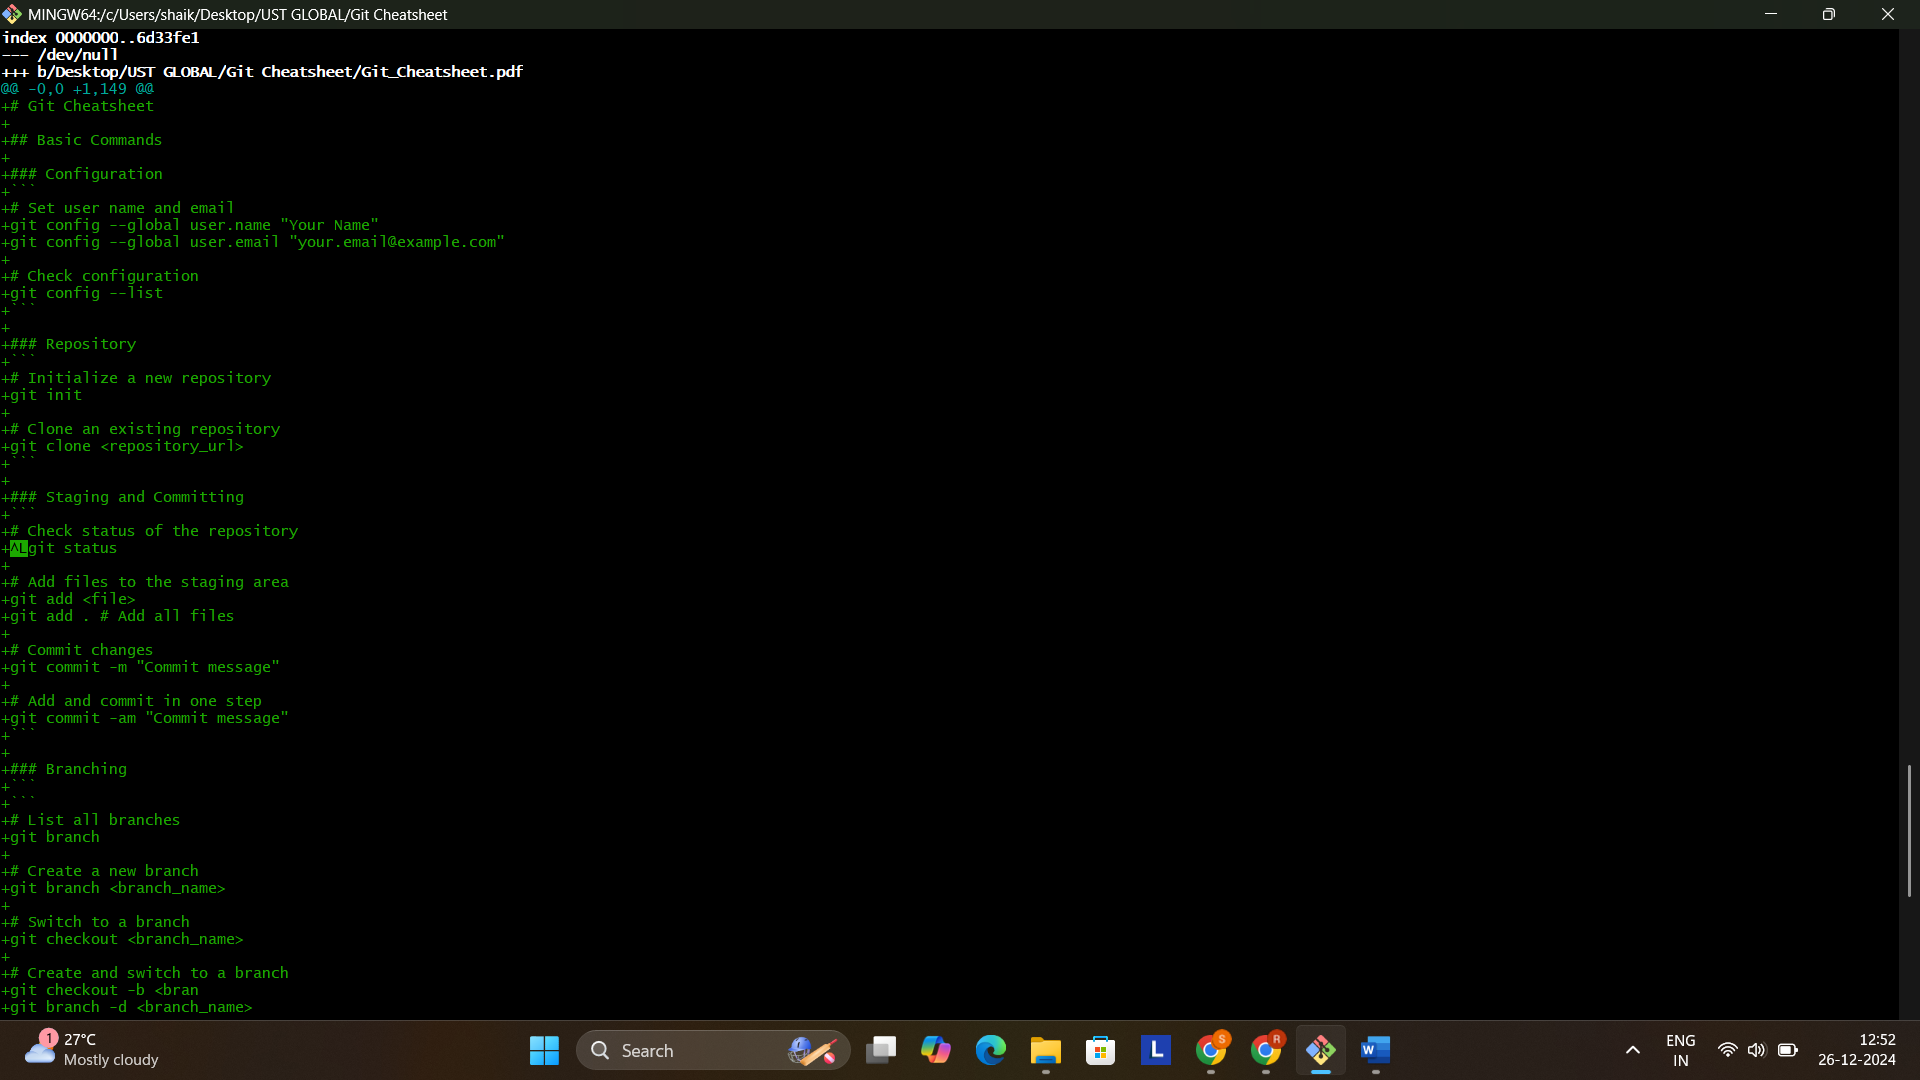 MINGW64:/c/Users/shaik/Desktop/UST GLOBAL/Git Cheatsheet
index 0000000..6d33fe1
--- /dev/null
+++ b/Desktop/UST GLOBAL/Git Cheatsheet/Git_Cheatsheet.pdf
@@ -0,0 +1,149 @@
+# Git Cheatsheet
+
+## Basic Commands
+
+### Configuration
+```
+# Set user name and email
+git config --global user.name "Your Name"
+git config --global user.email "your.email@example.com"
+
+# Check configuration
+git config --list
+```
+
+### Repository
+```
+# Initialize a new repository
+git init
+
+# Clone an existing repository
+git clone <repository_url>
+```
+
+### Staging and Committing
+```
+# Check status of the repository
+^Lgit status
+
+# Add files to the staging area
+git add <file>
+git add . # Add all files
+
+# Commit changes
+git commit -m "Commit message"
+
+# Add and commit in one step
+git commit -am "Commit message"
+```
+
+### Branching
+```
+```
+# List all branches
+git branch
+
+# Create a new branch
+git branch <branch_name>
+
+# Switch to a branch
+git checkout <branch_name>
+
+# Create and switch to a branch
+git checkout -b <bran
+git branch -d <branch_name>
1
27°C
Mostly cloudy
Search
L
S
R
W
ENG
IN
12:52
26-12-2024